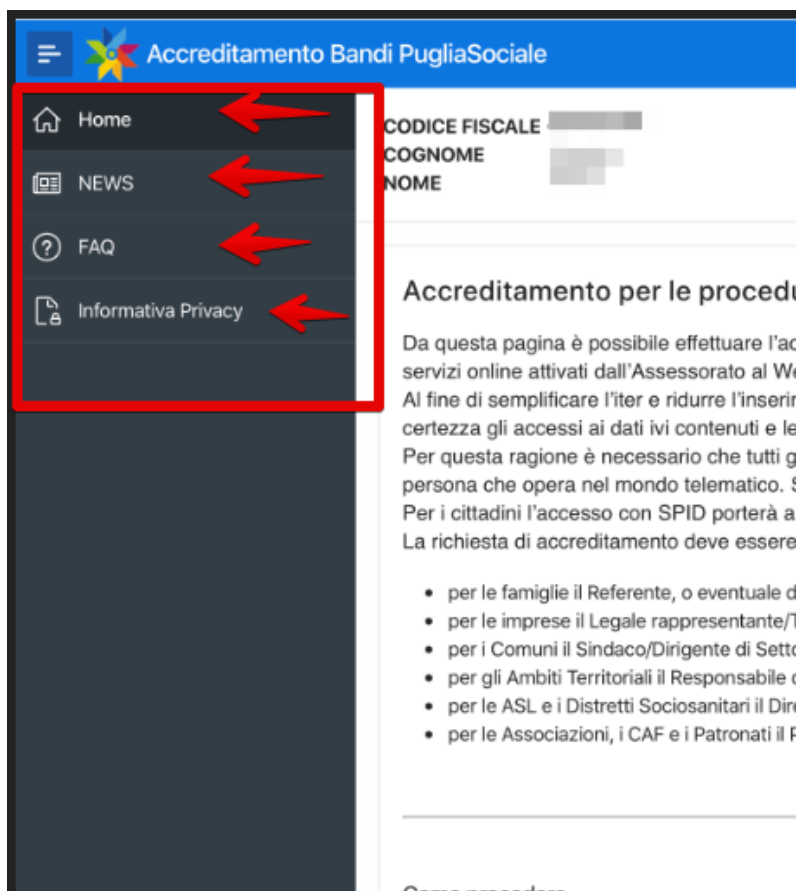 Accreditamento Bandi PugliaSociale
Home
NEWS
FAQ
Informativa Privacy
CODICE FISCALE
COGNOME
NOME
Accreditamento per le procedu
Da questa pagina è possibile effettuare l'ac
servizi online attivati dall'Assessorato al We
Al fine di semplificare l'iter e ridurre l'inserir
certezza gli accessi ai dati ivi contenuti e le
Per questa ragione è necessario che tutti g
persona che opera nel mondo telematico. S
Per i cittadini l'accesso con SPID porterà a
La richiesta di accreditamento deve essere
• per le famiglie il Referente, o eventuale d
• per le imprese il Legale rappresentante/T
• per i Comuni il Sindaco/Dirigente di Setto
• per gli Ambiti Territoriali il Responsabile d
• per le ASL e i Distretti Sociosanitari il Dire
• per le Associazioni, i CAF e i Patronati il P
Come procedere